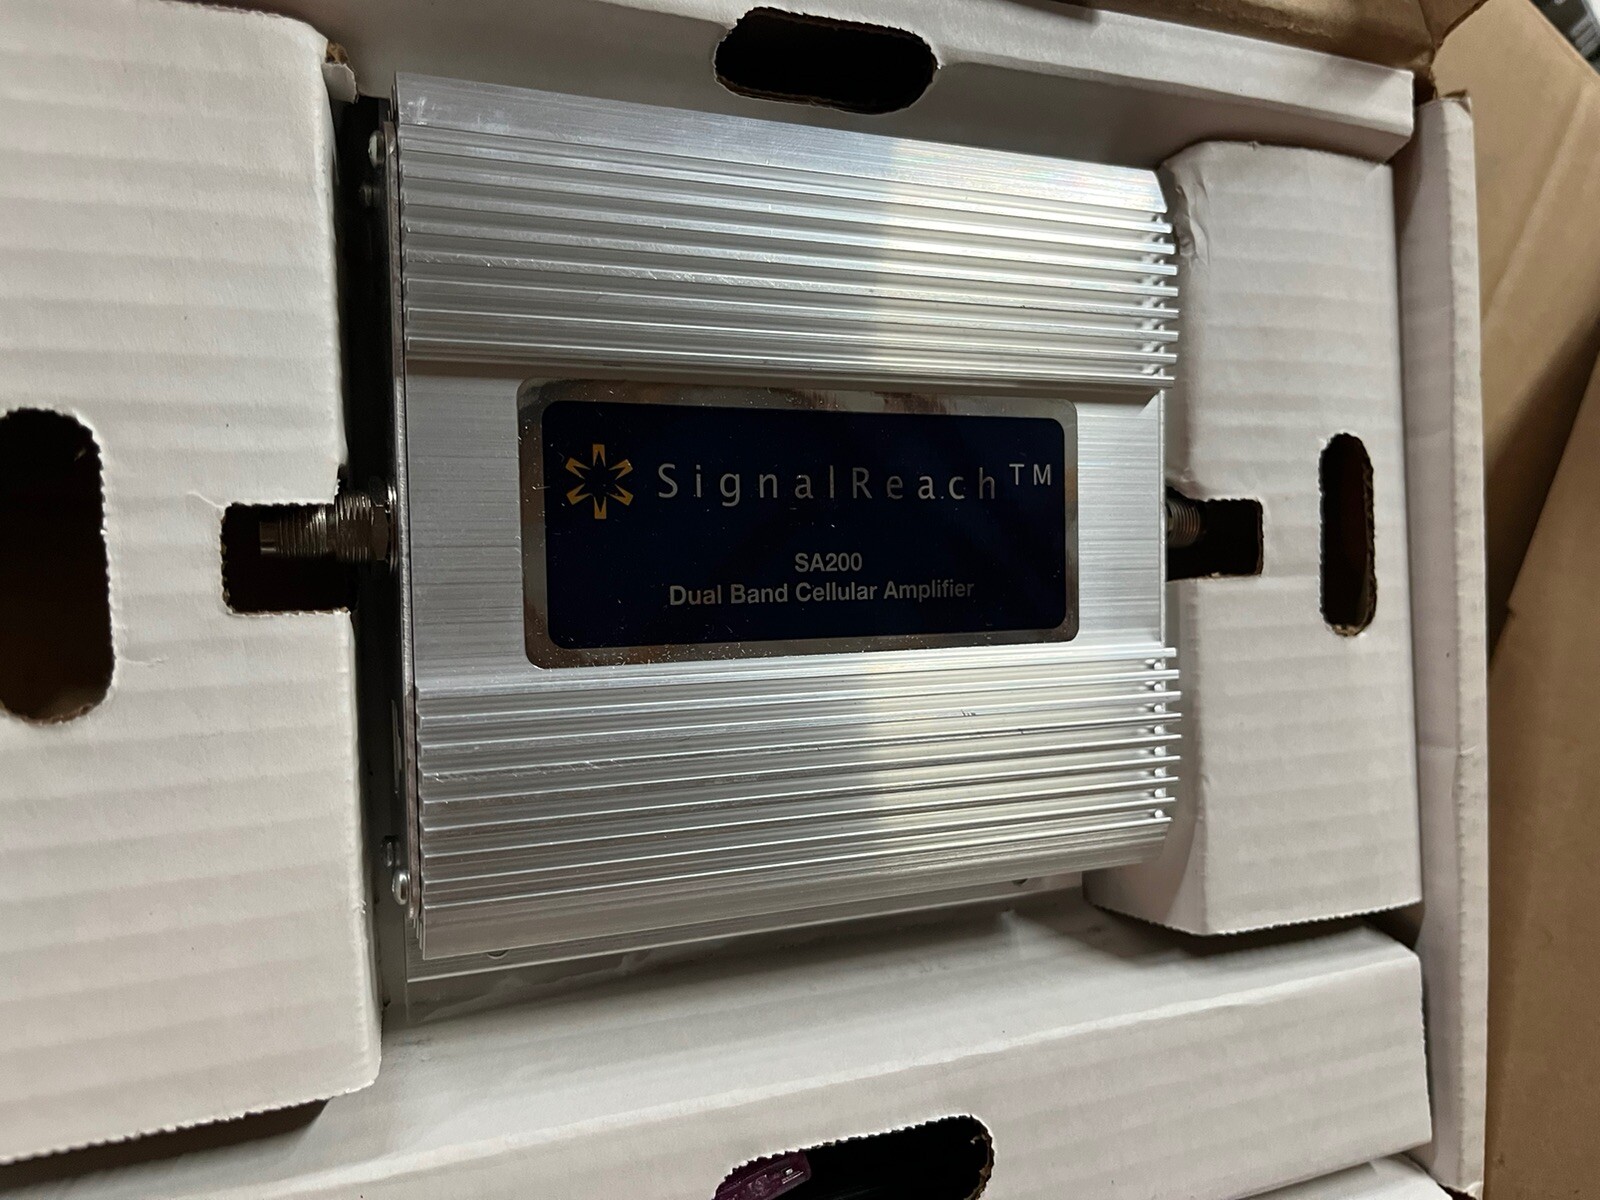 SignalReach™
SA200
Dual Band Cellular Amplifier